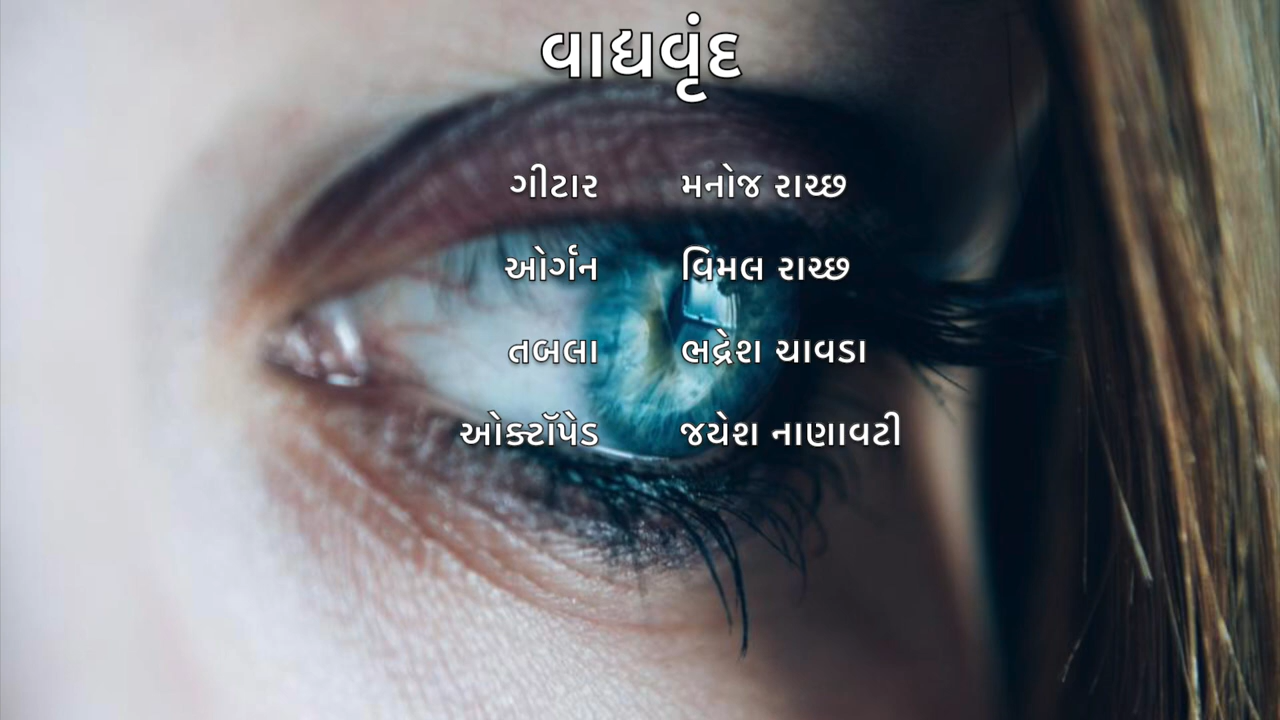 વાદ્યવૃંદ
ગીટાર મનોજ રાચ્છ
ઓર્ગન વિમલ રાચ્છ
તબલા ભદ્રેશ ચાવડા
ઓક્ટૉપેડ જયેશ નાણાવટી